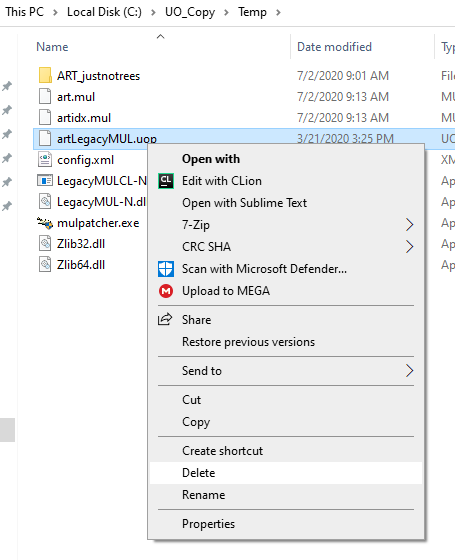 This PC > Local Disk (C:) > UO_Copy > Temp >
Name Date modified Ty
ART_justnotrees 7/2/2020 9:01 AM Fil
art.mul 7/2/2020 9:13 AM MU
artidx.mul 7/2/2020 9:13 AM MU
artLegacyMUL.uop 3/21/2020 3:25 PM UO
config.xml XM
LegacyMULCL-N Ap
LegacyMUL-N.dl Ap
mulpatcher.exe Ap
Zlib32.dll Ap
Zlib64.dll Ap
Open with
CL Edit with CLion
Open with Sublime Text
7-Zip
CRC SHA
Scan with Microsoft Defender...
M Upload to MEGA
Share
Restore previous versions
Send to
Cut
Copy
Create shortcut
Delete
Rename
Properties